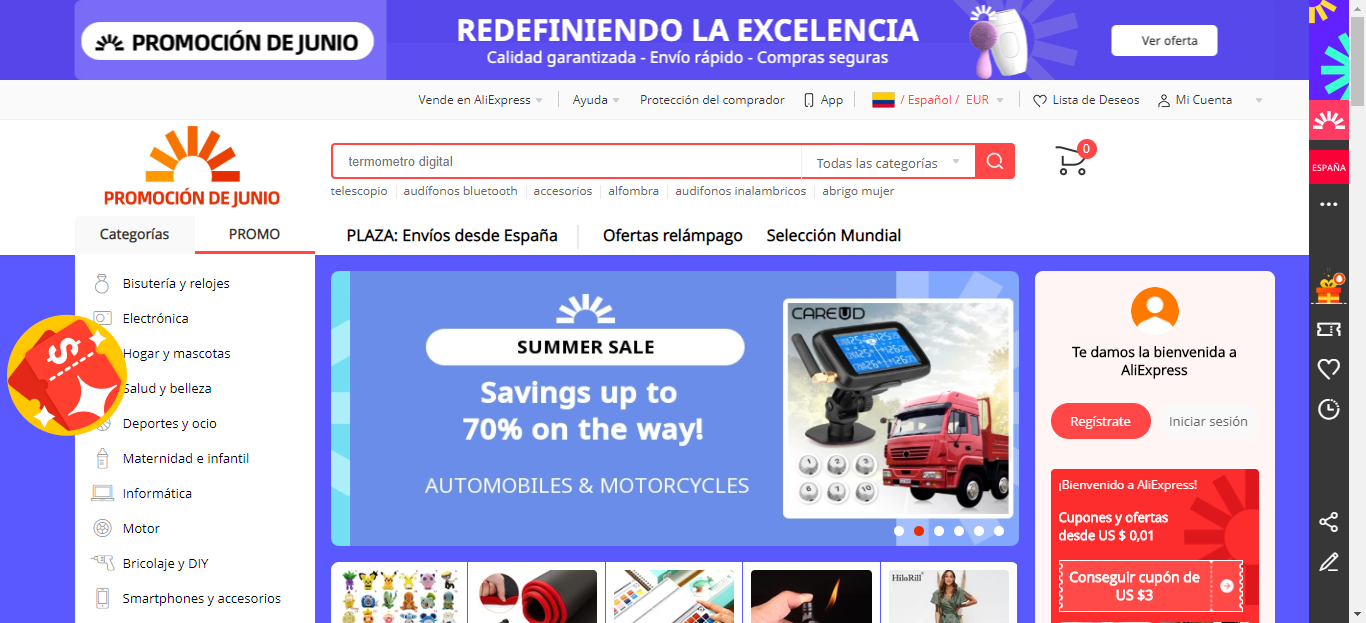 PROMOCIÓN DE JUNIO
REDEFINIENDO LA EXCELENCIA
Calidad garantizada - Envío rápido - Compras seguras
Ver oferta
Vende en AliExpress
Ayuda
Protección del comprador
App
/ Español / EUR
Lista de Deseos
Mi Cuenta
PROMOCIÓN DE JUNIO
termometro digital
Todas las categorías
0
telescopio
audífonos bluetooth
accesorios
alfombra
audifonos inalambricos
abrigo mujer
ESPAÑA
Categorías
PROMO
PLAZA: Envíos desde España
Ofertas relámpago
Selección Mundial
Bisutería y relojes
Electrónica
Hogar y mascotas
Salud y belleza
Deportes y ocio
Maternidad e infantil
Informática
Motor
Bricolaje y DIY
Smartphones y accesorios
$
SUMMER SALE
Savings up to
70% on the way!
AUTOMOBILES & MOTORCYCLES
CAREUD
Te damos la bienvenida a
AliExpress
Regístrate
Iniciar sesión
¡Bienvenido a AliExpress!
Cupones y ofertas
desde US $ 0,01
Conseguir cupón de
US $3
HiloRill